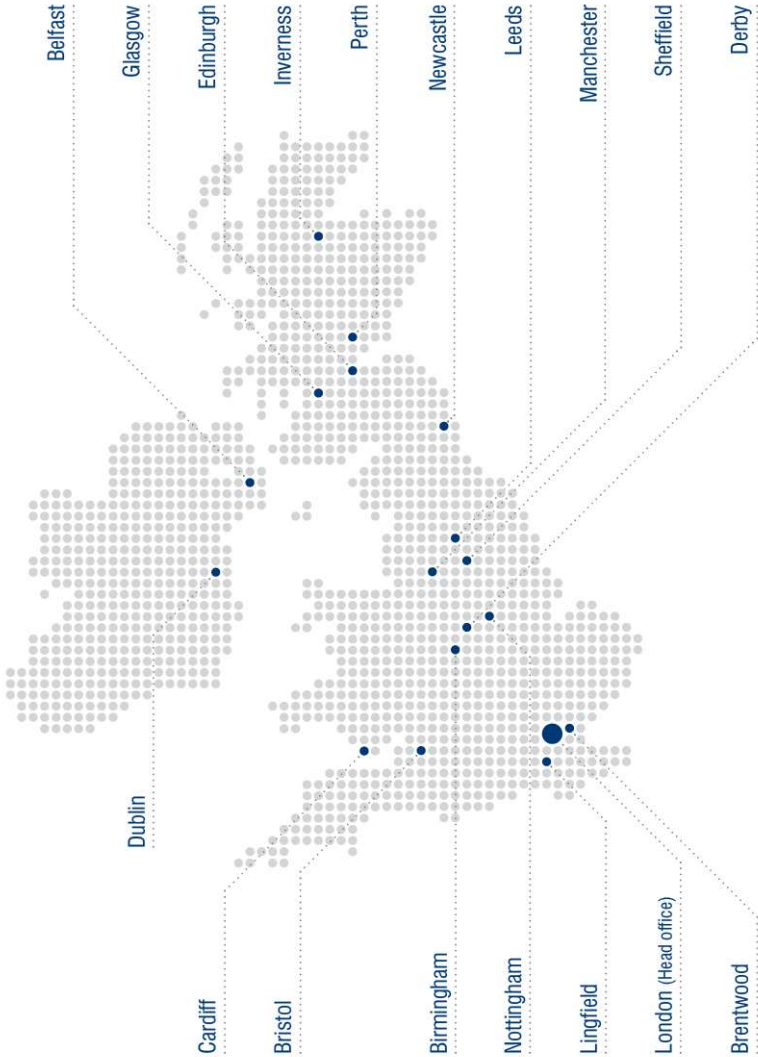 Belfast
Glasgow
Edinburgh
Inverness
Perth
Newcastle
Leeds
Manchester
Sheffield
Derby
Dublin
Cardiff
Bristol
Birmingham
Nottingham
Lingfield
London (Head office)
Brentwood